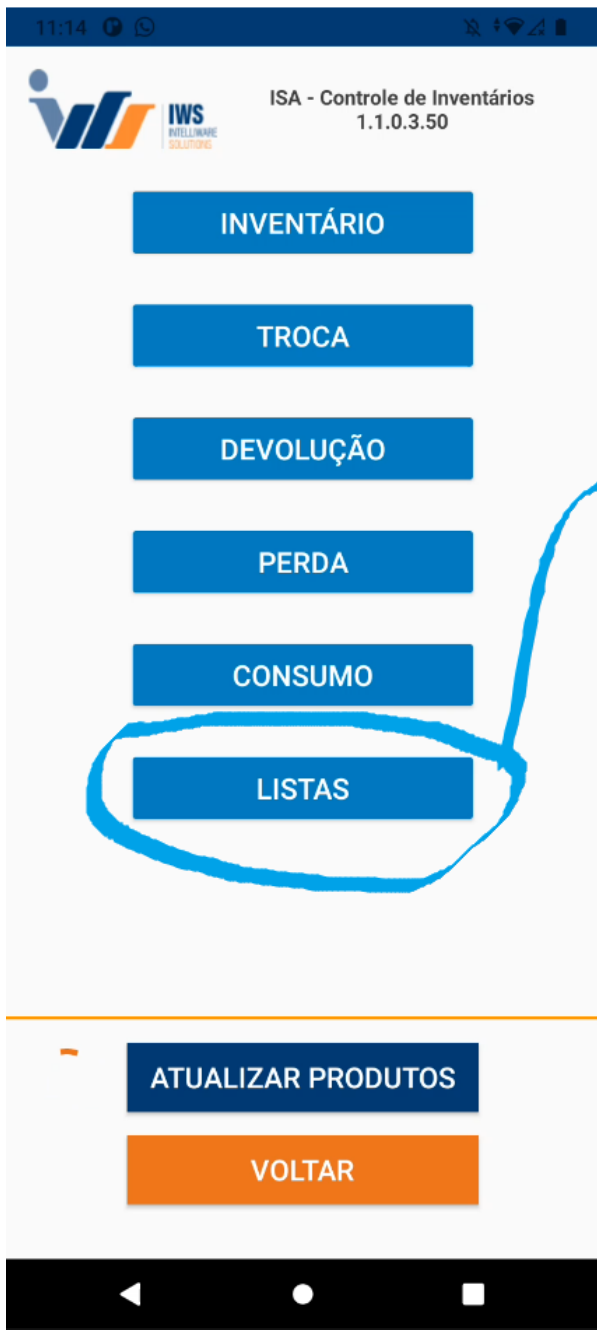 11:14
IWS
INTELLIWARE
SOLUTIONS
ISA - Controle de Inventários
1.1.0.3.50
INVENTÁRIO
TROCA
DEVOLUÇÃO
PERDA
CONSUMO
LISTAS
ATUALIZAR PRODUTOS
VOLTAR